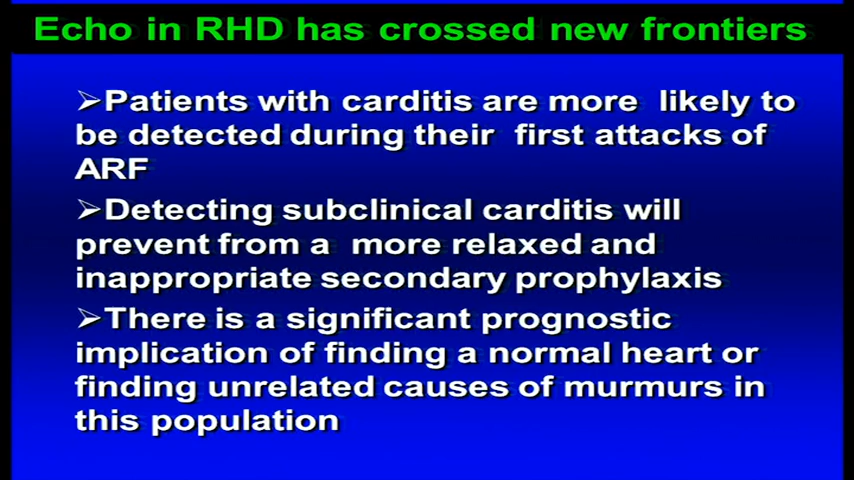 Echo in RHD has crossed new frontiers
➢Patients with carditis are more likely to
be detected during their first attacks of
ARF
➢Detecting subclinical carditis will
prevent from a more relaxed and
inappropriate secondary prophylaxis
➢There is a significant prognostic
implication of finding a normal heart or
finding unrelated causes of murmurs in
this population